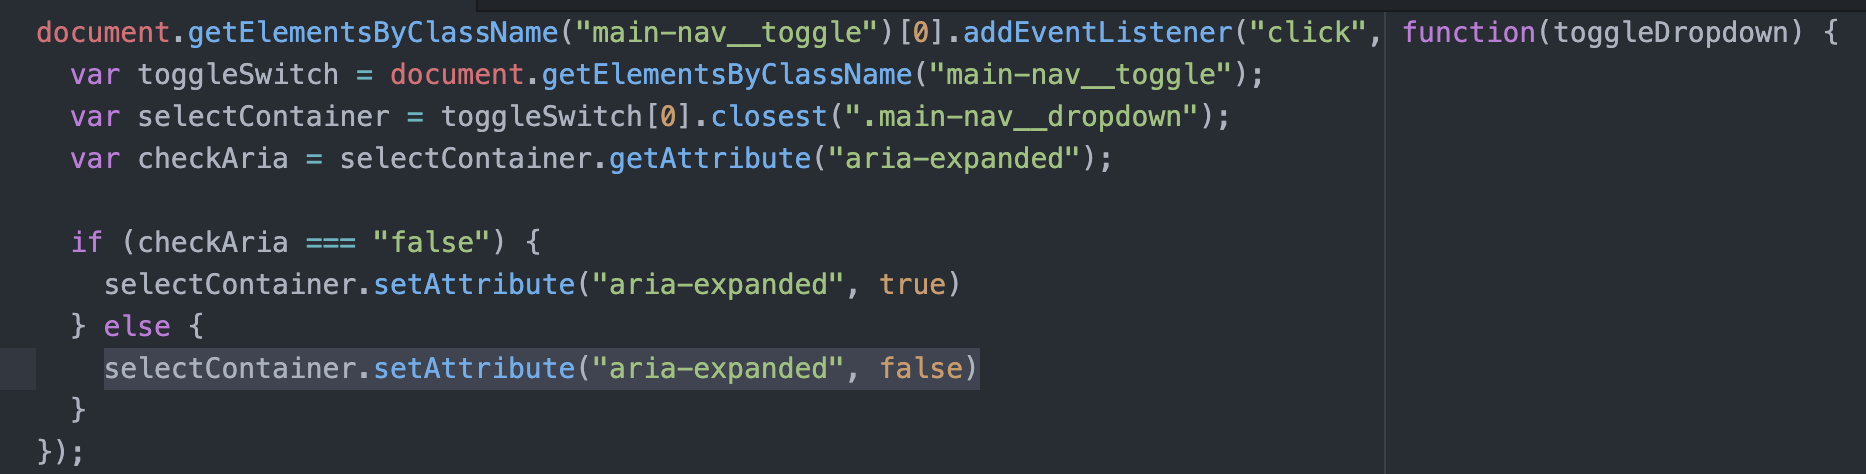 document.getElementsByClassName("main-nav__toggle")[0].addEventListener("click", function(toggleDropdown) {
  var toggleSwitch = document.getElementsByClassName("main-nav__toggle");
  var selectContainer = toggleSwitch[0].closest(".main-nav__dropdown");
  var checkAria = selectContainer.getAttribute("aria-expanded");

  if (checkAria === "false") {
    selectContainer.setAttribute("aria-expanded", true)
  } else {
    selectContainer.setAttribute("aria-expanded", false)
  }
});